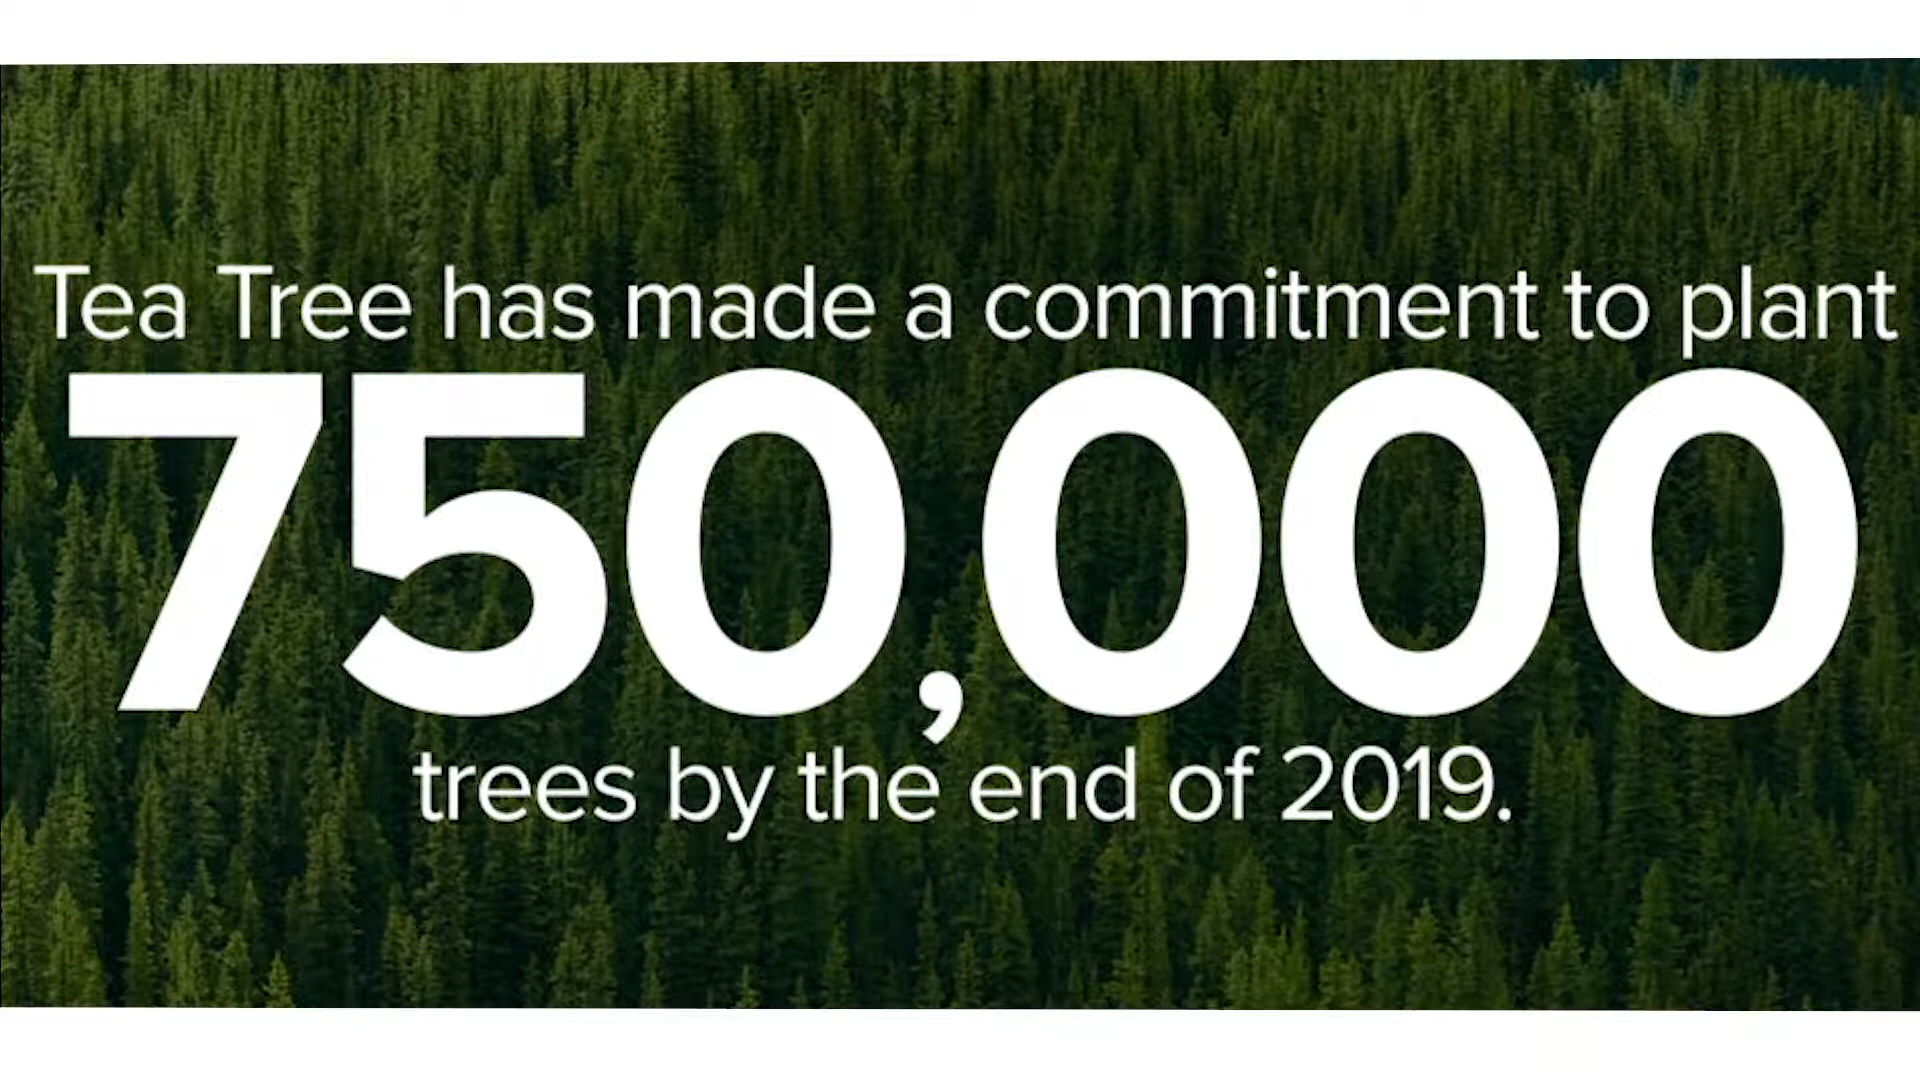 Tea Tree has made a commitment to plant
750,000
trees by the end of 2019.